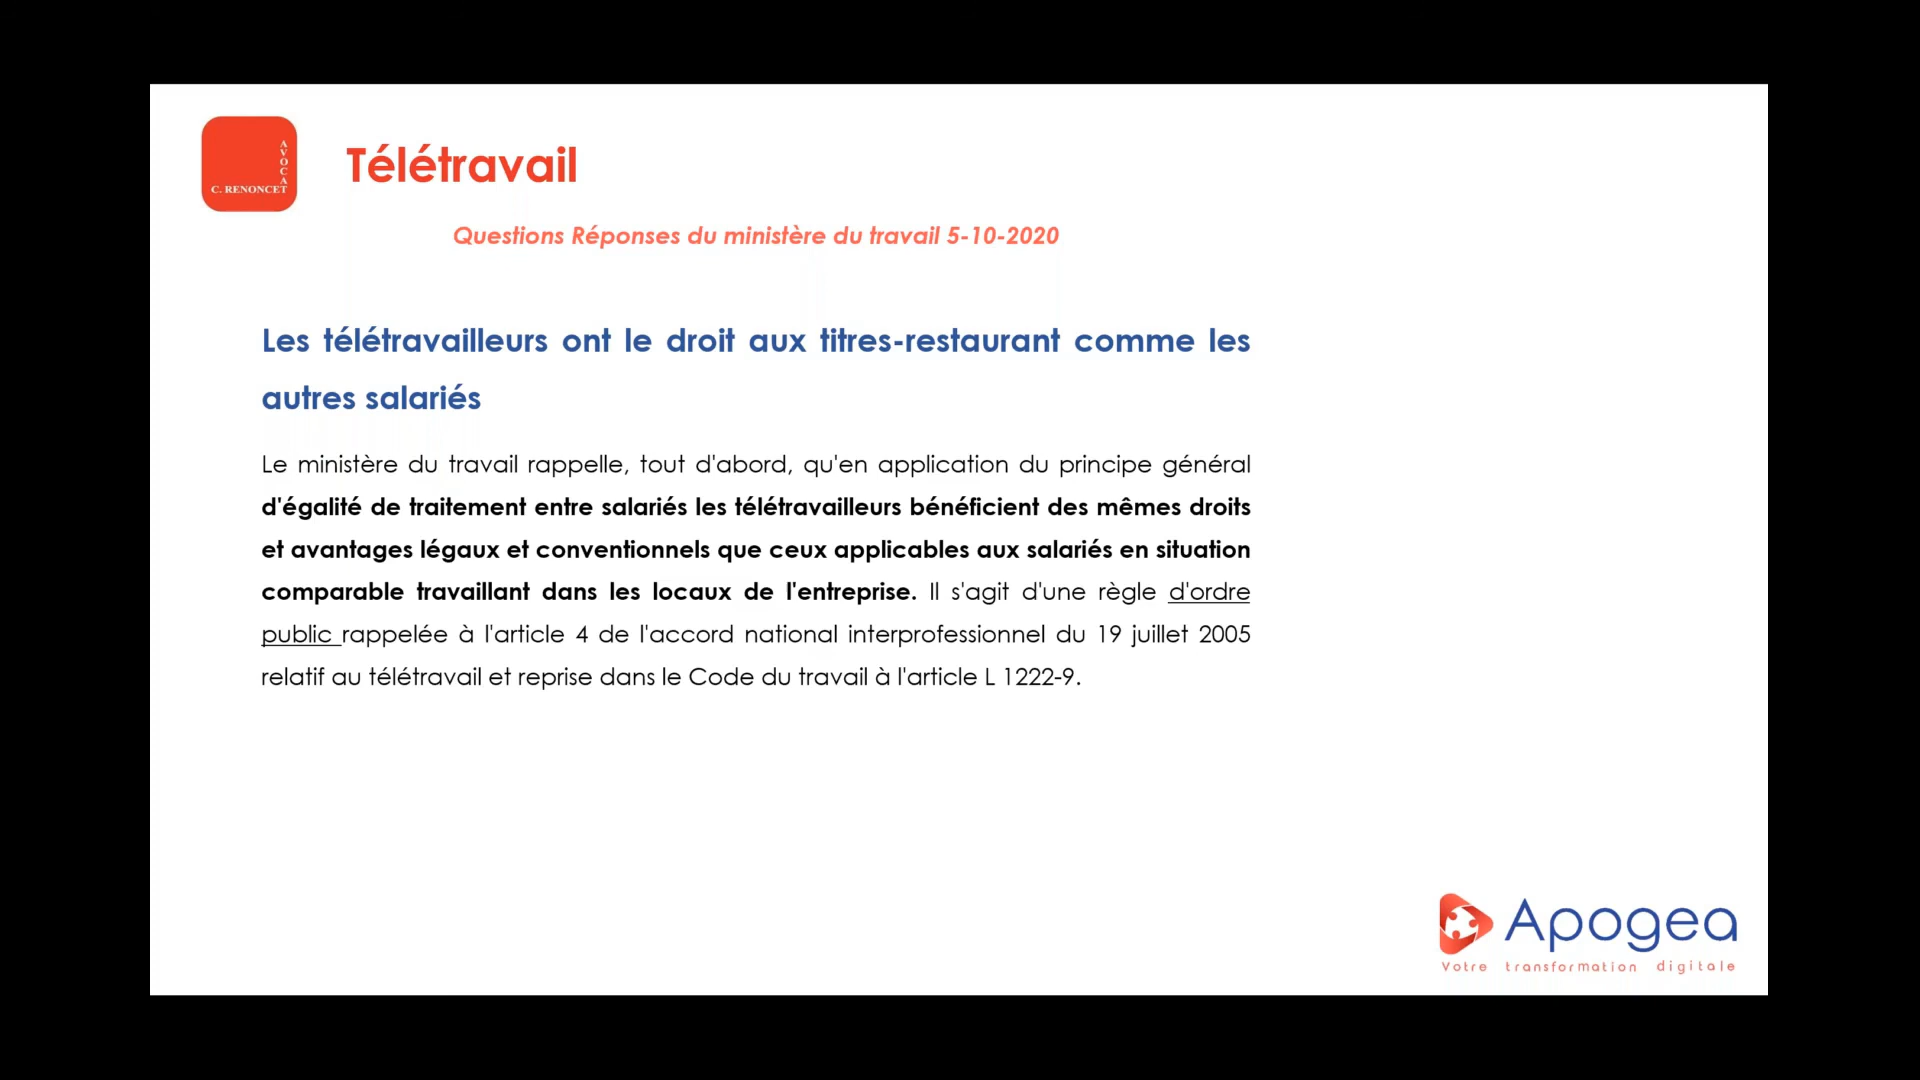 AVOCAT
C. RENONCET
Télétravail
Questions Réponses du ministère du travail 5-10-2020
Les télétravailleurs ont le droit aux titres-restaurant comme les
autres salariés
Le ministère du travail rappelle, tout d'abord, qu'en application du principe général
d'égalité de traitement entre salariés les télétravailleurs bénéficient des mêmes droits
et avantages légaux et conventionnels que ceux applicables aux salariés en situation
comparable travaillant dans les locaux de l'entreprise. Il s'agit d'une règle d'ordre
public rappelée à l'article 4 de l'accord national interprofessionnel du 19 juillet 2005
relatif au télétravail et reprise dans le Code du travail à l'article L 1222-9.
Apogea
Votre transformation digitale